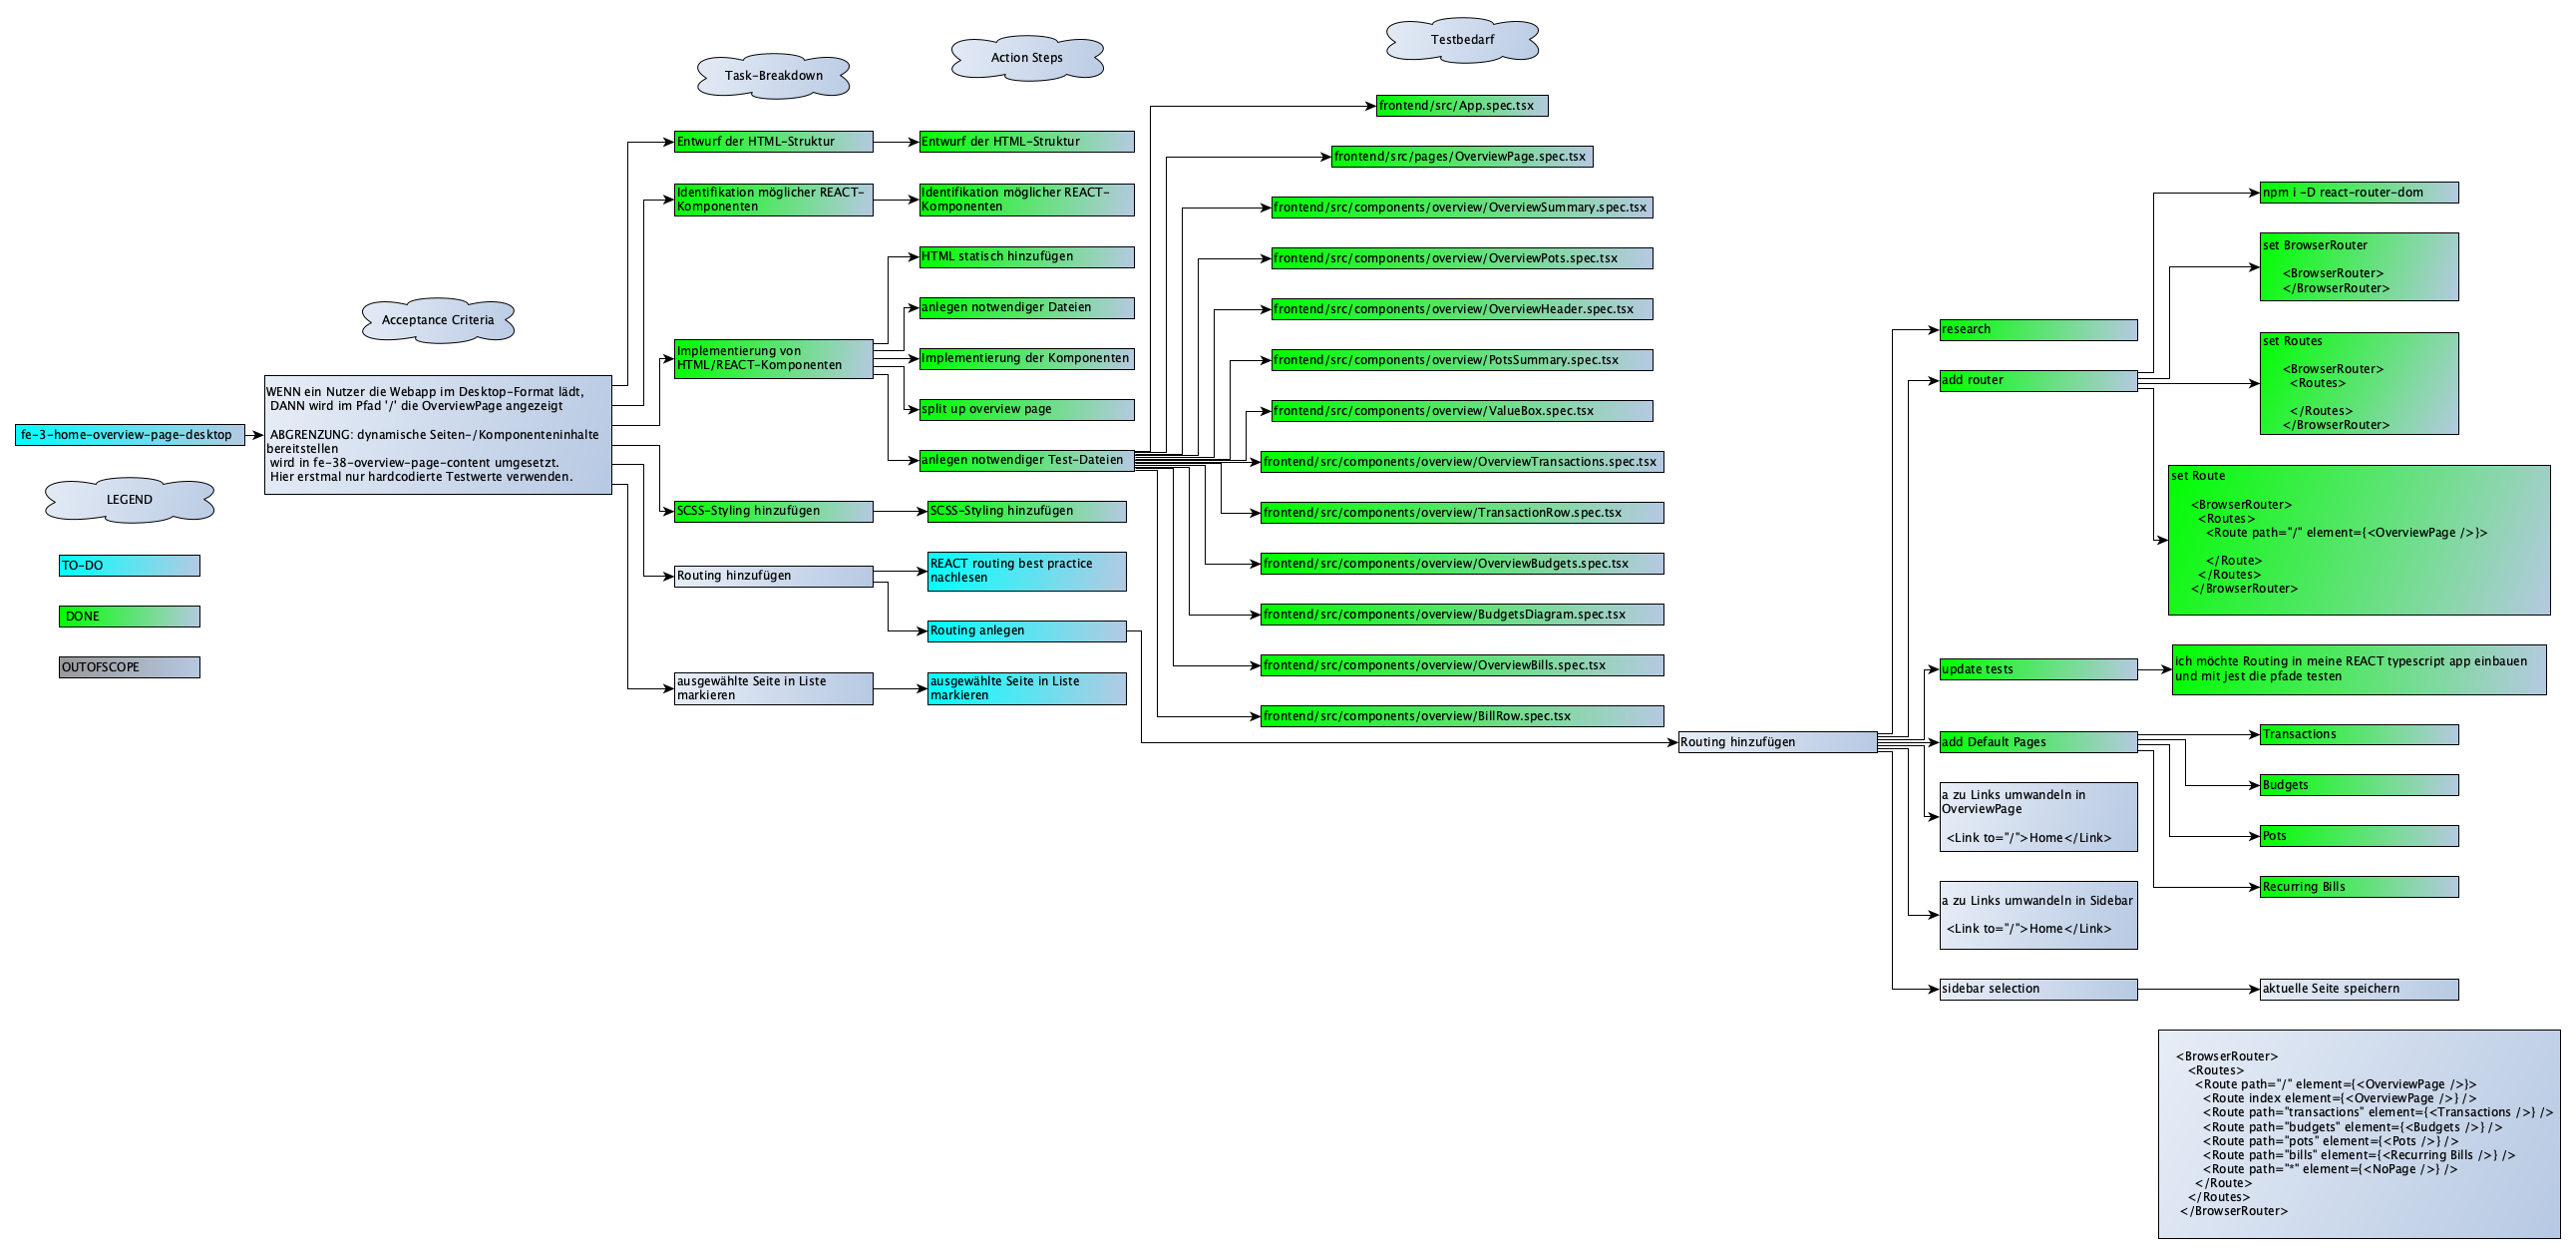 Testbedarf
Action Steps
Task-Breakdown
Acceptance Criteria
fe-3-home-overview-page-desktop
LEGEND
TO-DO
DONE
OUTOFSCOPE
WENN ein Nutzer die Webapp im Desktop-Format lädt,
DANN wird im Pfad '/' die OverviewPage angezeigt
ABGRENZUNG: dynamische Seiten-/Komponenteninhalte
bereitstellen
wird in fe-38-overview-page-content umgesetzt.
Hier erstmal nur hardcodierte Testwerte verwenden.
Entwurf der HTML-Struktur
Identifikation möglicher REACT-
Komponenten
Implementierung von
HTML/REACT-Komponenten
SCSS-Styling hinzufügen
Routing hinzufügen
ausgewählte Seite in Liste
markieren
Entwurf der HTML-Struktur
Identifikation möglicher REACT-
Komponenten
HTML statisch hinzufügen
anlegen notwendiger Dateien
Implementierung der Komponenten
split up overview page
anlegen notwendiger Test-Dateien
SCSS-Styling hinzufügen
REACT routing best practice
nachlesen
Routing anlegen
ausgewählte Seite in Liste
markieren
frontend/src/App.spec.tsx
frontend/src/pages/OverviewPage.spec.tsx
frontend/src/components/overview/OverviewSummary.spec.tsx
frontend/src/components/overview/OverviewPots.spec.tsx
frontend/src/components/overview/OverviewHeader.spec.tsx
frontend/src/components/overview/PotsSummary.spec.tsx
frontend/src/components/overview/ValueBox.spec.tsx
frontend/src/components/overview/OverviewTransactions.spec.tsx
frontend/src/components/overview/TransactionRow.spec.tsx
frontend/src/components/overview/OverviewBudgets.spec.tsx
frontend/src/components/overview/BudgetsDiagram.spec.tsx
frontend/src/components/overview/OverviewBills.spec.tsx
frontend/src/components/overview/BillRow.spec.tsx
Routing hinzufügen
research
add router
update tests
add Default Pages
a zu Links umwandeln in
OverviewPage
<Link to="/">Home</Link>
a zu Links umwandeln in Sidebar
<Link to="/">Home</Link>
sidebar selection
npm i -D react-router-dom
set BrowserRouter
<BrowserRouter>
</BrowserRouter>
set Routes
<BrowserRouter>
<Routes>
</Routes>
</BrowserRouter>
set Route
<BrowserRouter>
<Routes>
<Route path="/" element={<OverviewPage />}>
</Route>
</Routes>
</BrowserRouter>
ich möchte Routing in meine REACT typescript app einbauen
und mit jest die pfade testen
Transactions
Budgets
Pots
Recurring Bills
aktuelle Seite speichern
<BrowserRouter>
<Routes>
<Route path="/" element={<OverviewPage />}>
<Route index element={<OverviewPage />} />
<Route path="transactions" element={<Transactions />} />
<Route path="budgets" element={<Budgets />} />
<Route path="pots" element={<Pots />} />
<Route path="bills" element={<Recurring Bills />} />
<Route path="*" element={<NoPage />} />
</Route>
</Routes>
</BrowserRouter>